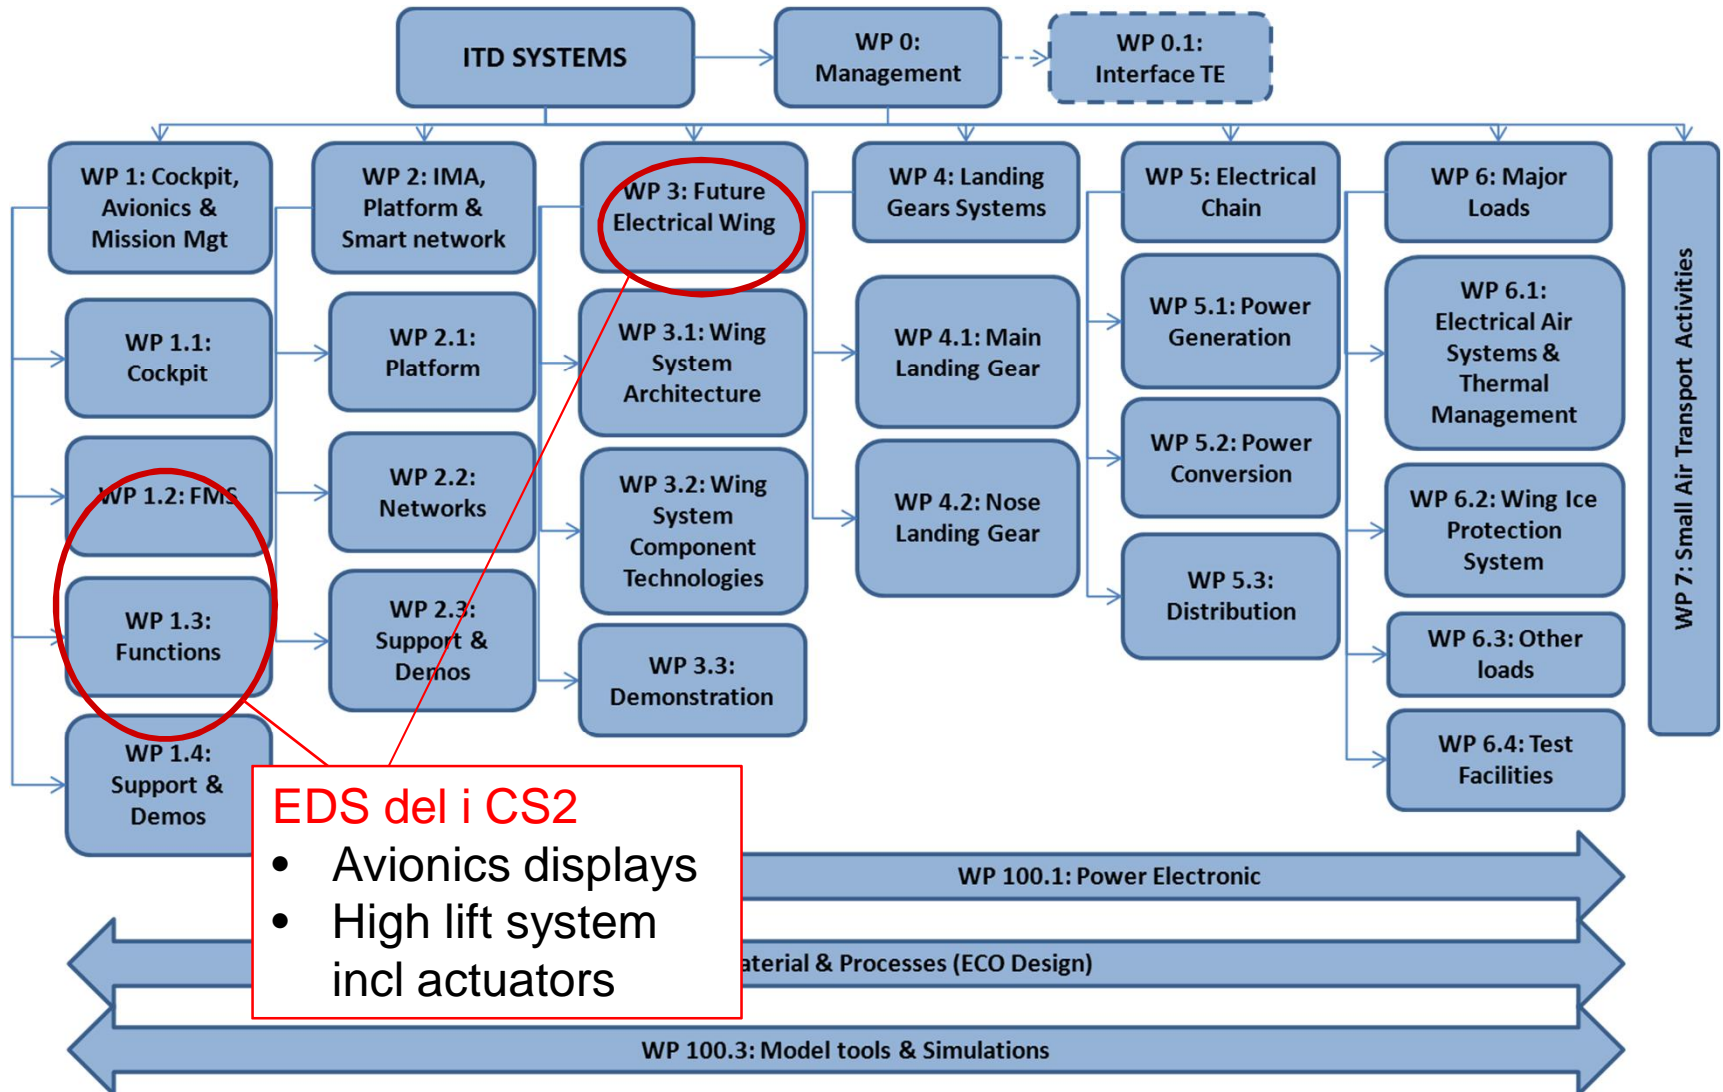 ITD SYSTEMS
WP 0:
Management
WP 0.1:
Interface TE
WP 1: Cockpit,
Avionics &
Mission Mgt
WP 1.1:
Cockpit
WP 1.2: FMS
WP 1.3:
Functions
WP 1.4:
Support &
Demos
WP 2: IMA,
Platform &
Smart network
WP 2.1:
Platform
WP 2.2:
Networks
WP 2.3:
Support &
Demos
WP 3: Future
Electrical Wing
WP 3.1: Wing
System
Architecture
WP 3.2: Wing
System
Component
Technologies
WP 3.3:
Demonstration
WP 4: Landing
Gears Systems
WP 4.1: Main
Landing Gear
WP 4.2: Nose
Landing Gear
WP 5: Electrical
Chain
WP 5.1: Power
Generation
WP 5.2: Power
Conversion
WP 5.3:
Distribution
WP 6: Major
Loads
WP 6.1:
Electrical Air
Systems &
Thermal
Management
WP 6.2: Wing Ice
Protection
System
WP 6.3: Other
loads
WP 6.4: Test
Facilities
WP 7: Small Air Transport Activities
EDS del i CS2
• Avionics displays
• High lift system
incl actuators
WP 100.1: Power Electronic
aterial & Processes (ECO Design)
WP 100.3: Model tools & Simulations